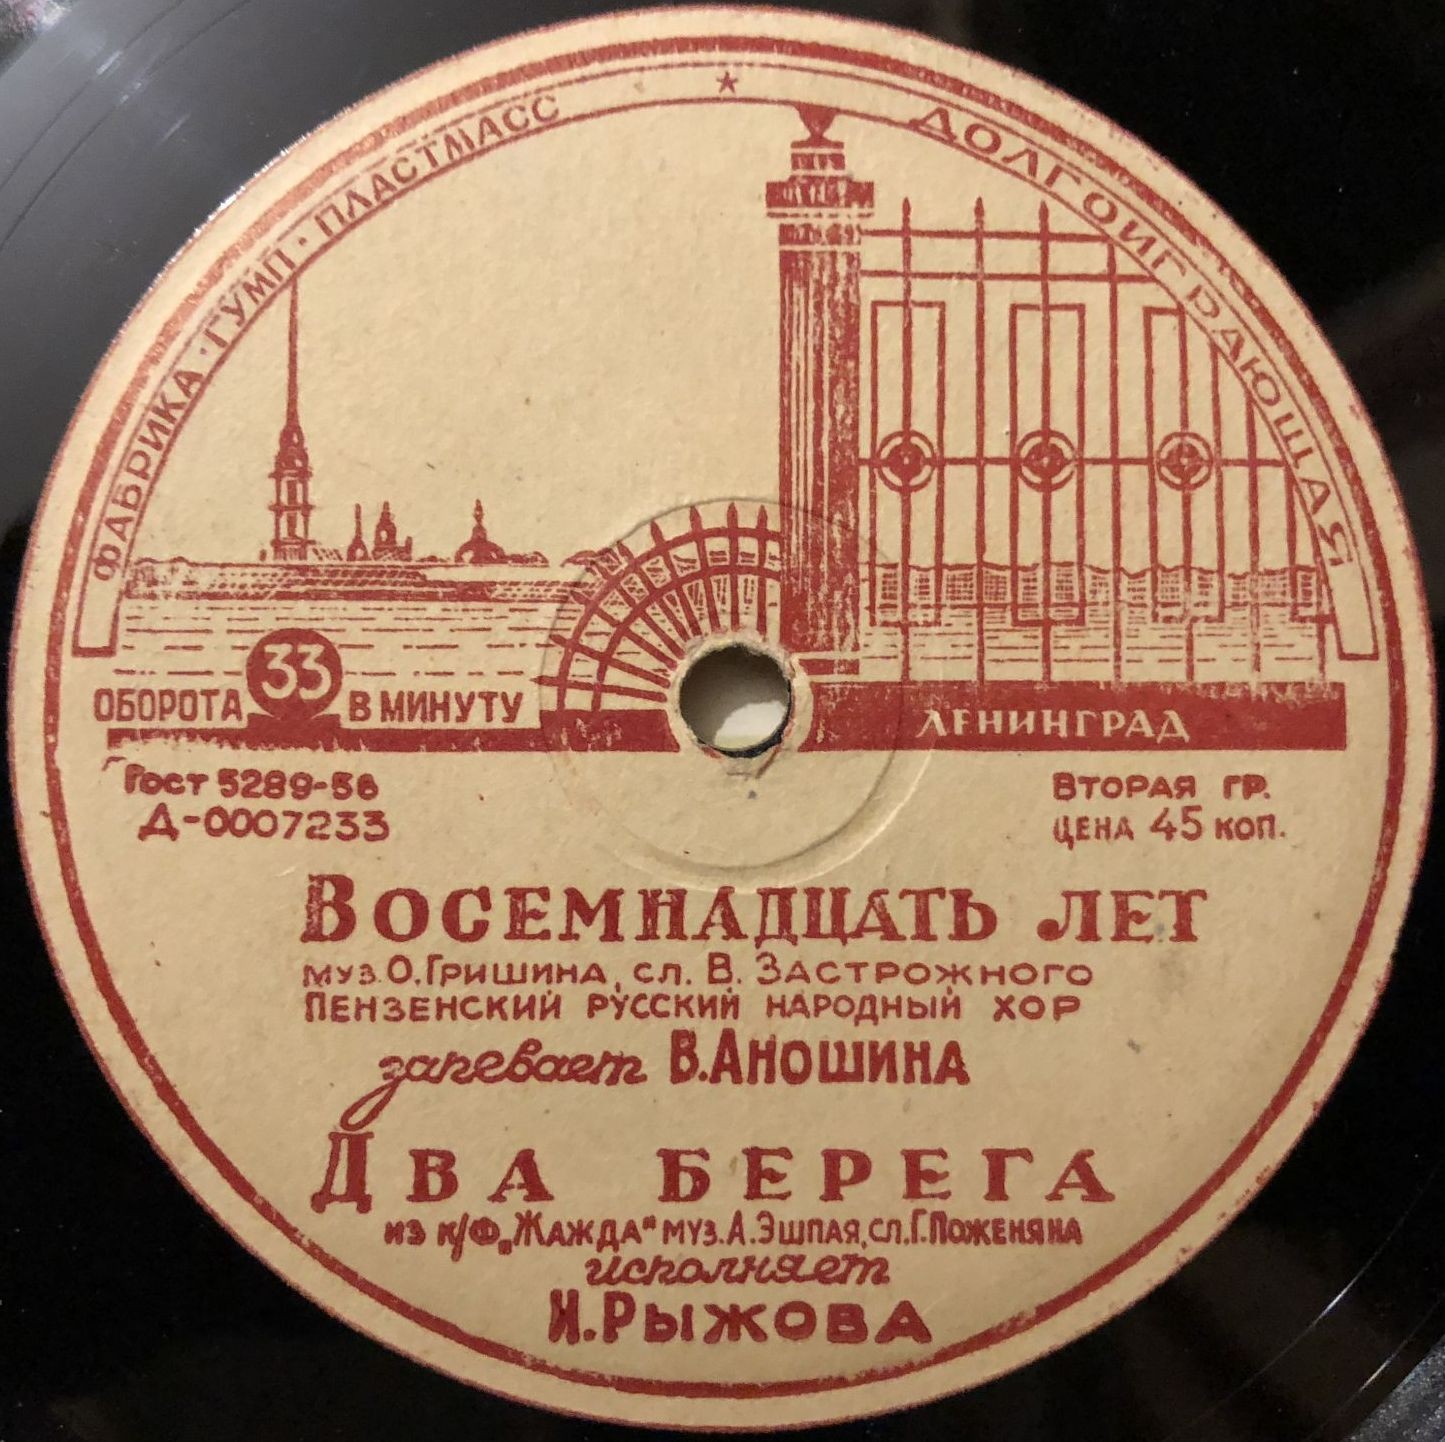 ФАБРИКА · ГУМП · ПЛАСТМАСС ★ ДОЛГОИГРАЮЩАЯ
ОБОРОТА 33 В МИНУТУ
ЛЕНИНГРАД
ГОСТ 5289-56
Д-0007233
ВТОРАЯ ГР.
ЦЕНА 45 КОП.
ВОСЕМНАДЦАТЬ ЛЕТ
МУЗ. О. ГРИШИНА, СЛ. В. ЗАСТРОЖНОГО
ПЕНЗЕНСКИЙ РУССКИЙ НАРОДНЫЙ ХОР
запевает В. АНОШИНА
ДВА БЕРЕГА
ИЗ К/Ф „ЖАЖДА" МУЗ. А. ЭШПАЯ, СЛ. Г. ПОЖЕНЯНА
исполняет
Н. РЫЖОВА